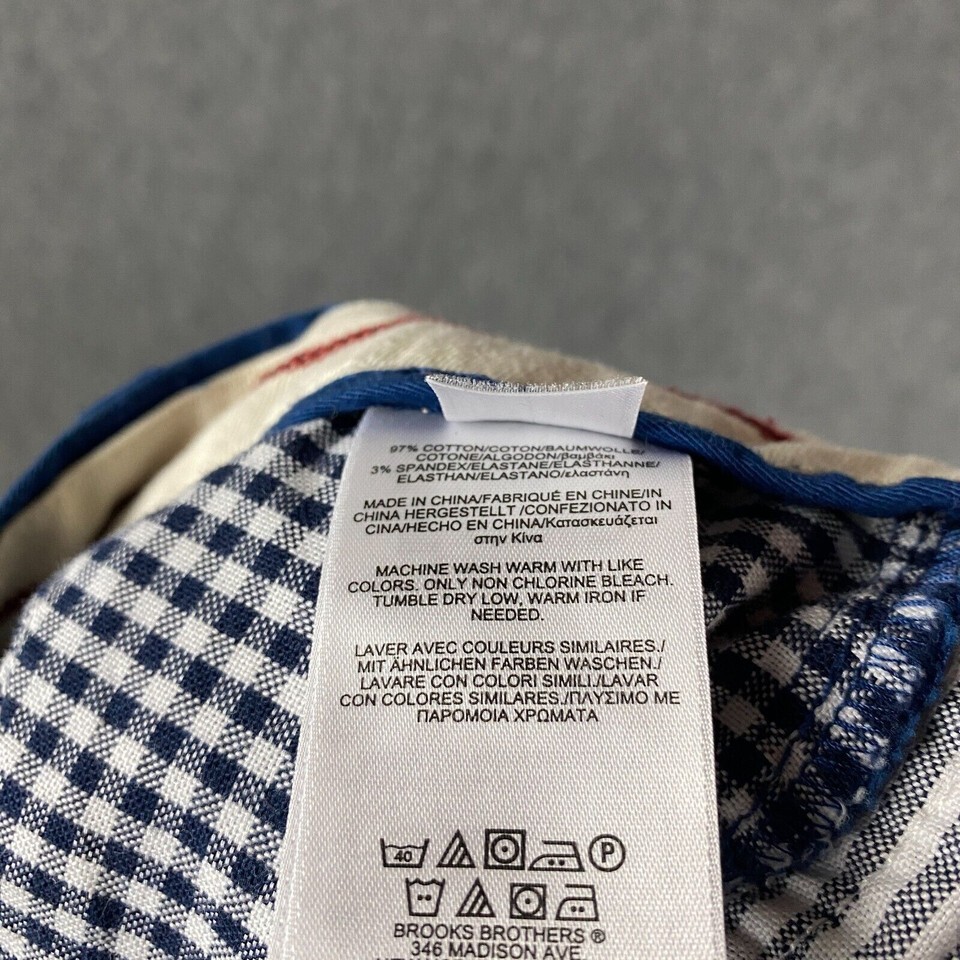 97% COTTON/COTON/BAUMWOLLE/
COTONE/ALGODON/βαμβάκι
3% SPANDEX/ELASTANE/ELASTHANNE/
ELASTHAN/ELASTANO/ελαστάνη
MADE IN CHINA/FABRIQUÉ EN CHINE/IN
CHINA HERGESTELLT /CONFEZIONATO IN
CINA/HECHO EN CHINA/Κατασκευάζεται
στην Κίνα
MACHINE WASH WARM WITH LIKE
COLORS. ONLY NON CHLORINE BLEACH.
TUMBLE DRY LOW, WARM IRON IF
NEEDED.
LAVER AVEC COULEURS SIMILAIRES./
MIT ÄHNLICHEN FARBEN WASCHEN./
LAVARE CON COLORI SIMILI./LAVAR
CON COLORES SIMILARES./ΠΛΥΣΙΜΟ ΜΕ
ΠΑΡΟΜΟΙΑ ΧΡΩΜΑΤΑ
40 P
BROOKS BROTHERS ®
346 MADISON AVE.